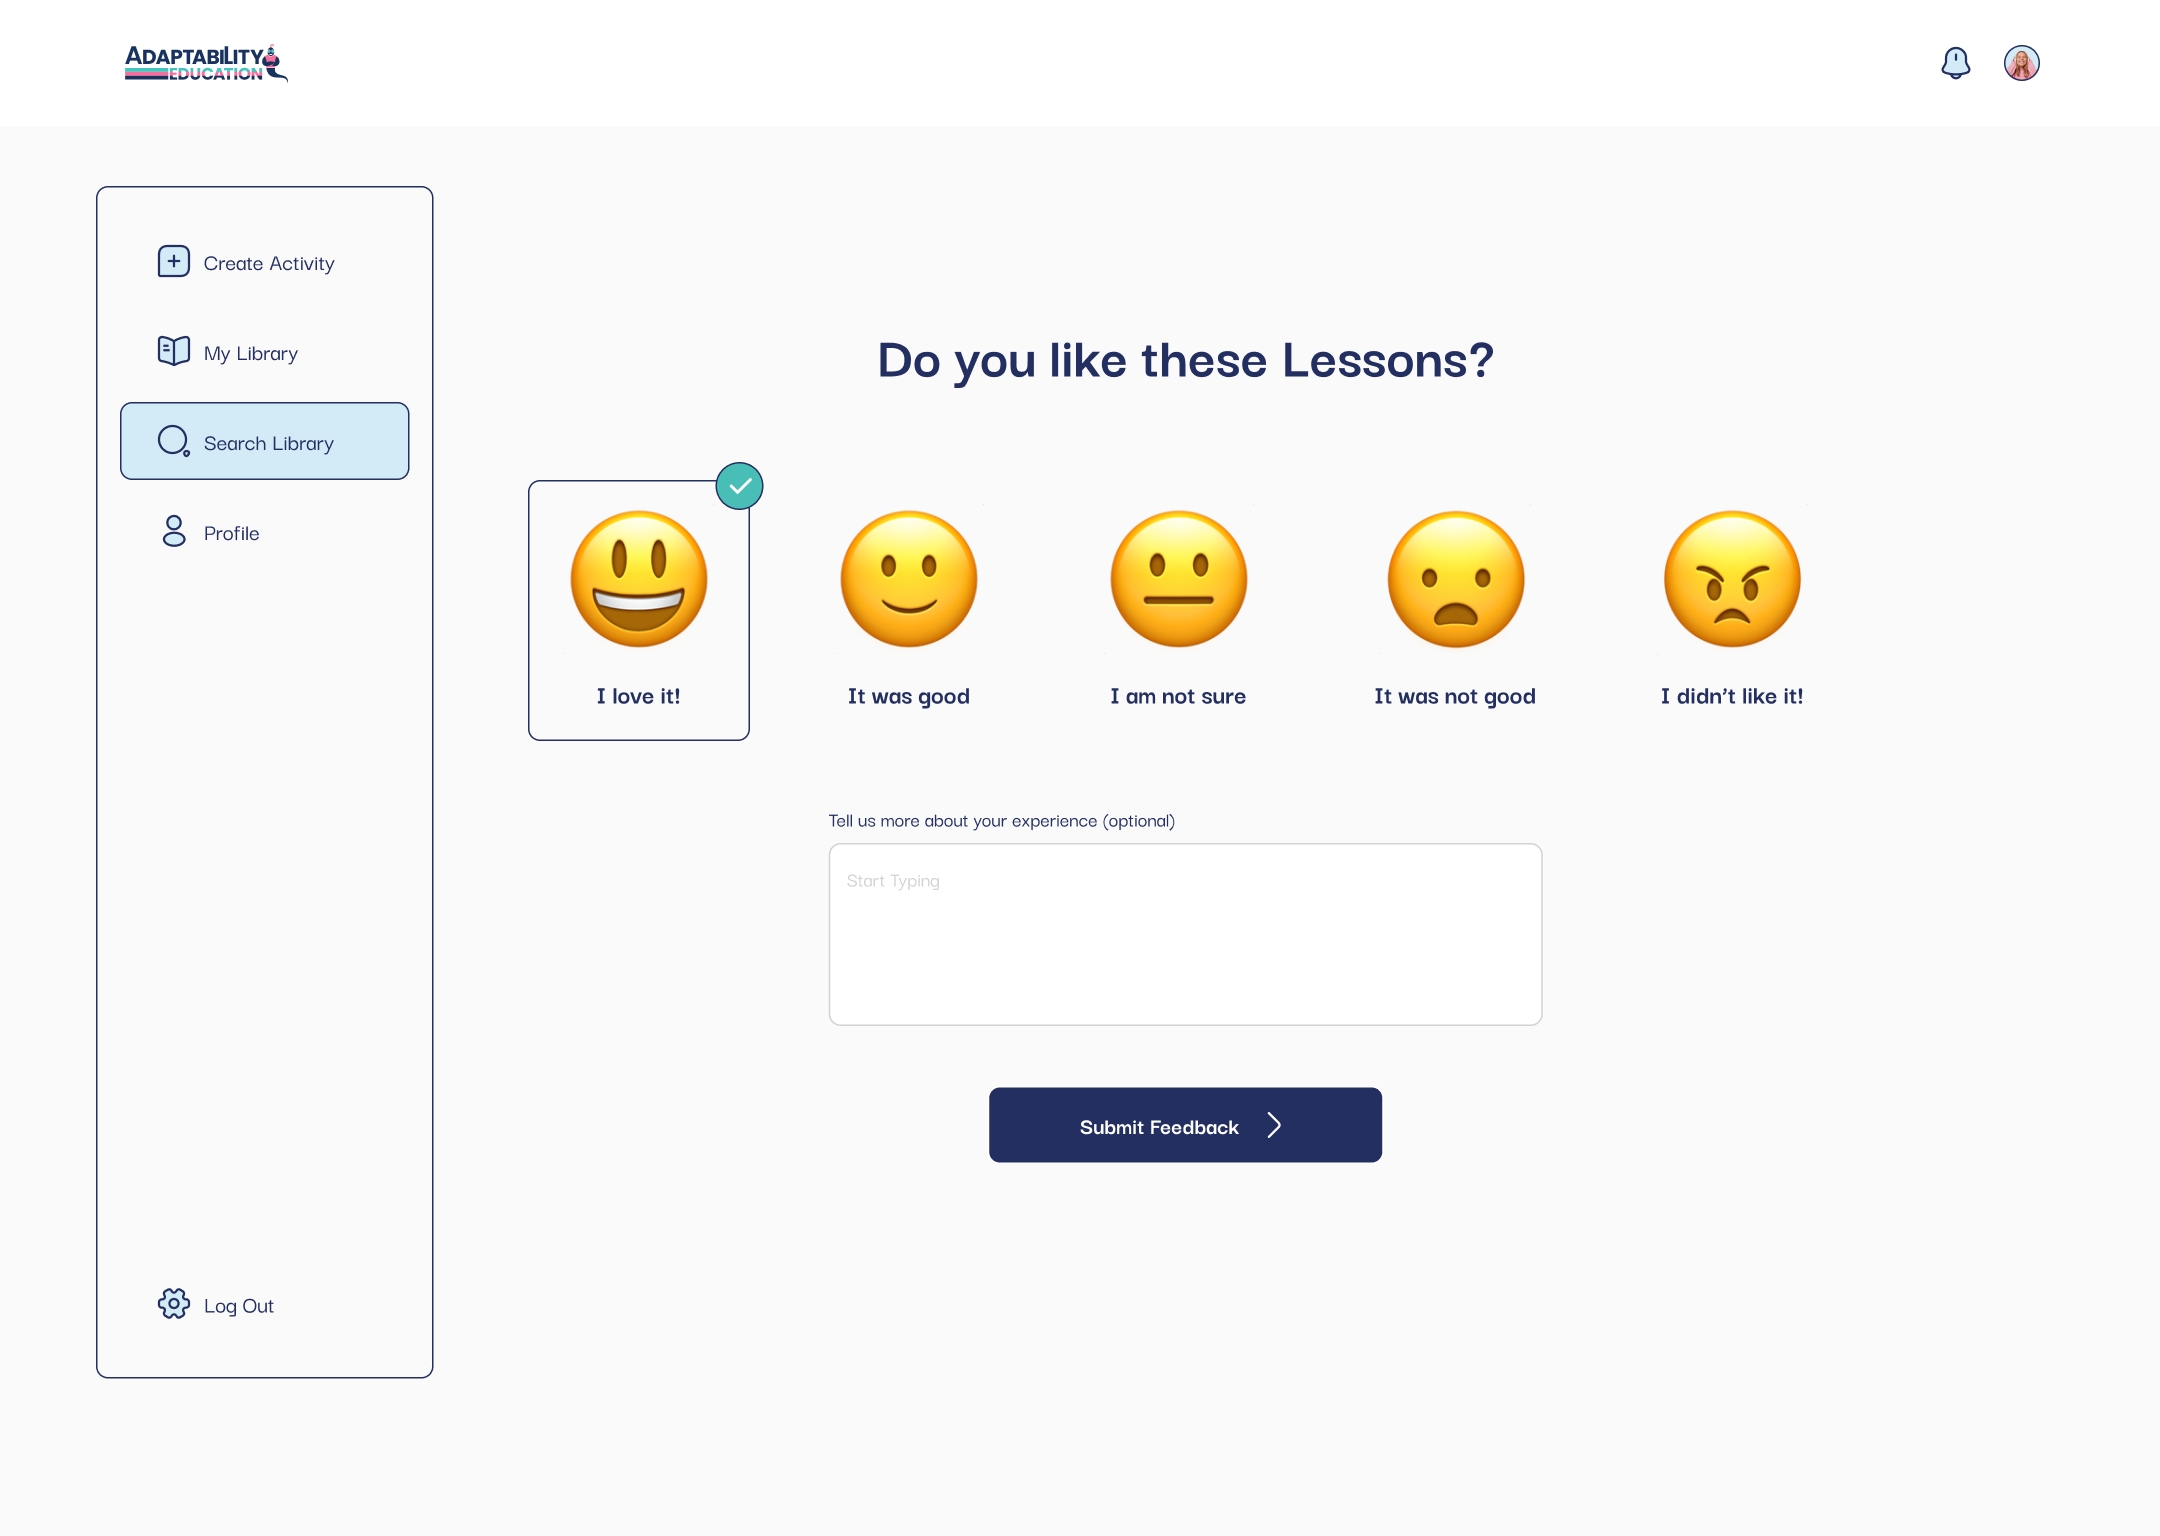 ADAPTABILITY
EDUCATION
Create Activity
My Library
Search Library
Profile
Log Out
Do you like these Lessons?
I love it!
It was good
I am not sure
It was not good
I didn’t like it!
Tell us more about your experience (optional)
Start Typing
Submit Feedback